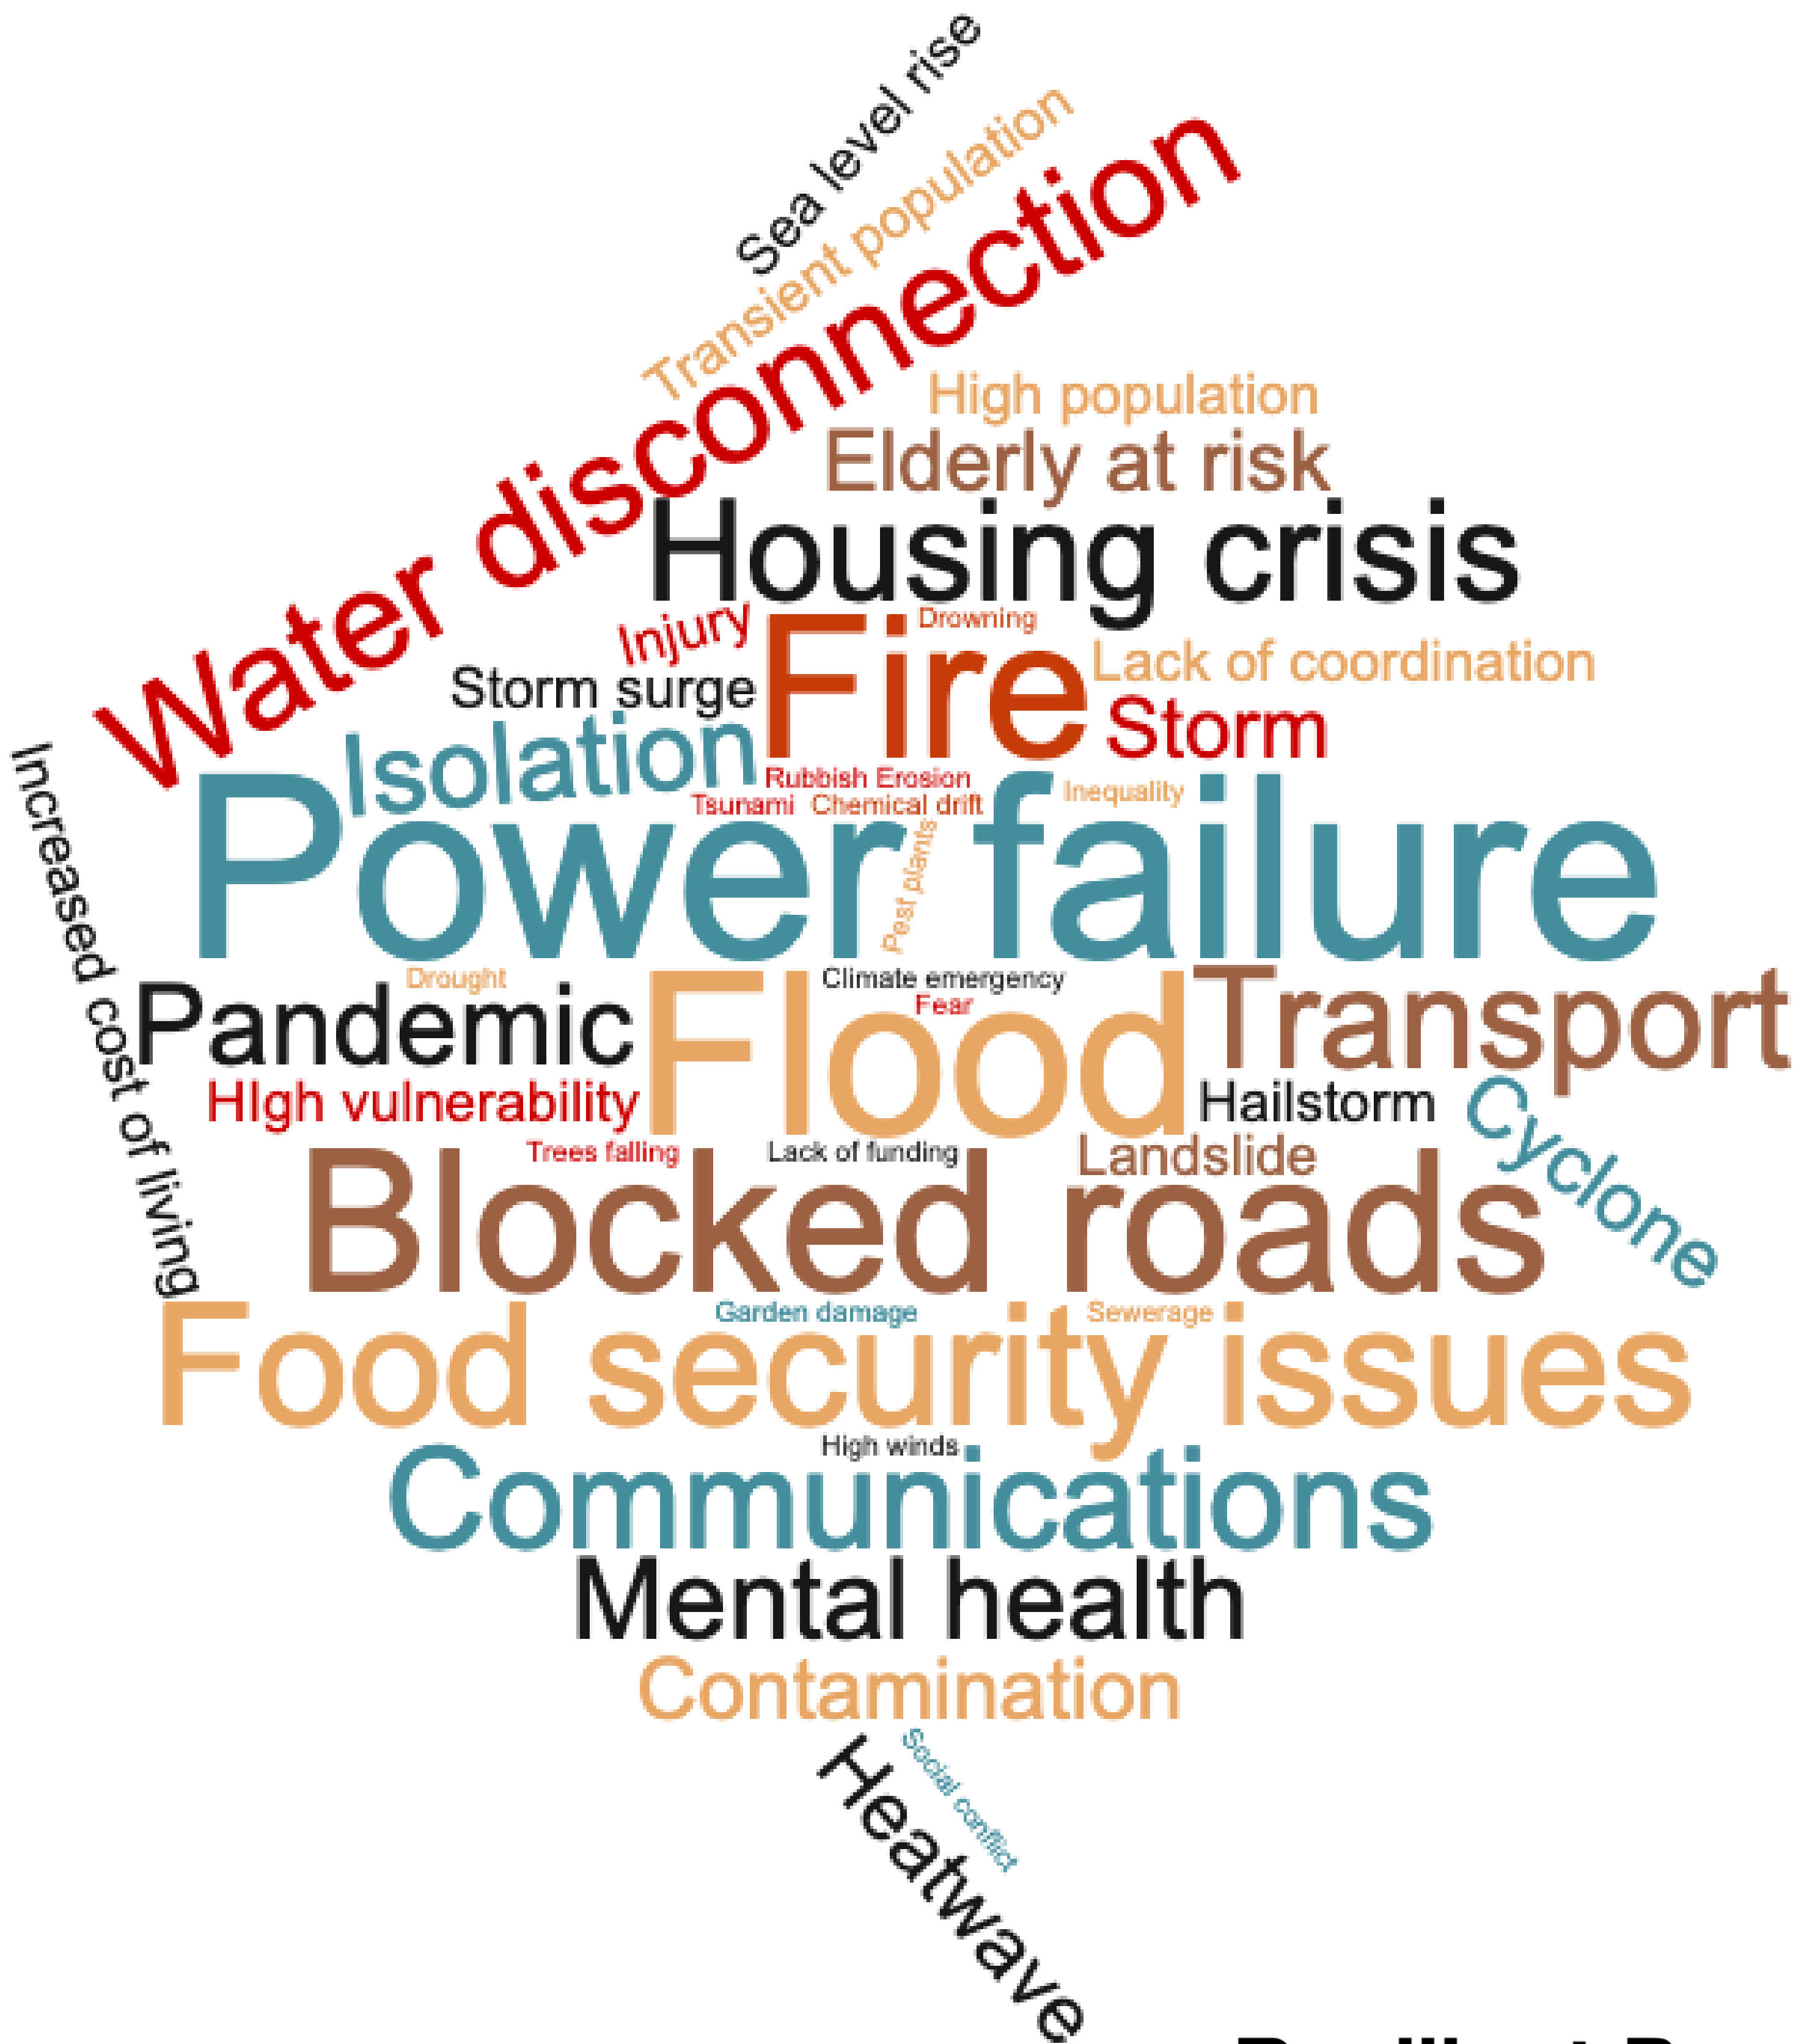 Sea level rise
Transient population
Water disconnection
High population
Elderly at risk
Housing crisis
Injury
Drowning
Fire
Lack of coordination
Storm surge
Storm
Isolation
Rubbish Erosion
Tsunami
Chemical drift
Inequality
Power failure
Pest plants
Increased cost of living
Drought
Climate emergency
Pandemic
Fear
Flood
Transport
HIgh vulnerability
Hailstorm
Cyclone
Trees falling
Lack of funding
Landslide
Blocked roads
Garden damage
Sewerage
Food security issues
High winds
Communications
Mental health
Contamination
Social conflict
Heatwave